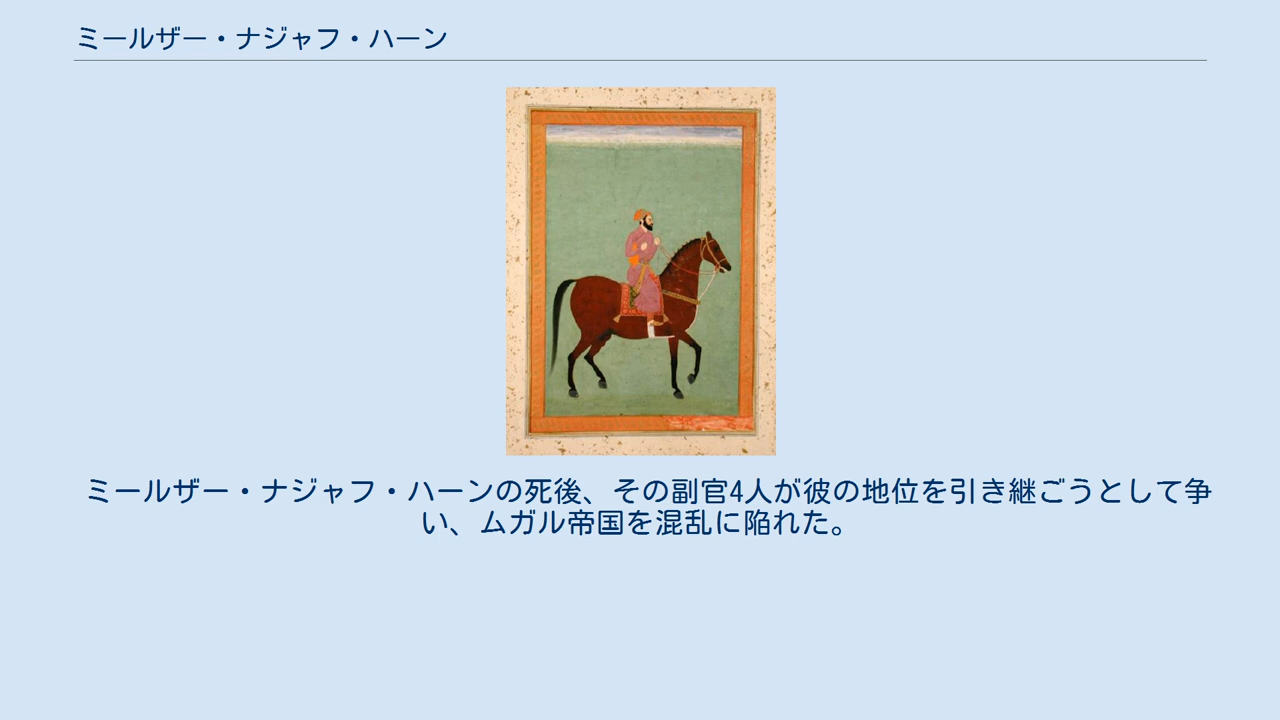 ミールザー・ナジャフ・ハーン
ミールザー・ナジャフ・ハーンの死後、その副官4人が彼の地位を引き継ごうとして争
い、ムガル帝国を混乱に陥れた。